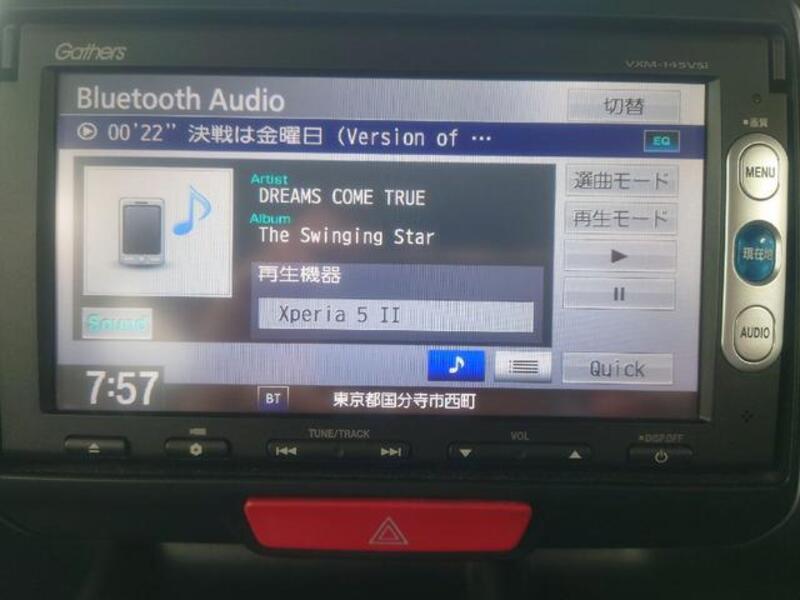 Gathers
VXM-145VSi
Bluetooth Audio
切替
00'22" 決戦は金曜日 (Version of …
EQ
Artist
DREAMS COME TRUE
Album
The Swinging Star
再生機器
Xperia 5 II
Sound
選曲モード
再生モード
Quick
7:57
BT
東京都国分寺市西町
画質
MENU
現在地
AUDIO
TUNE/TRACK
VOL
DISP.OFF